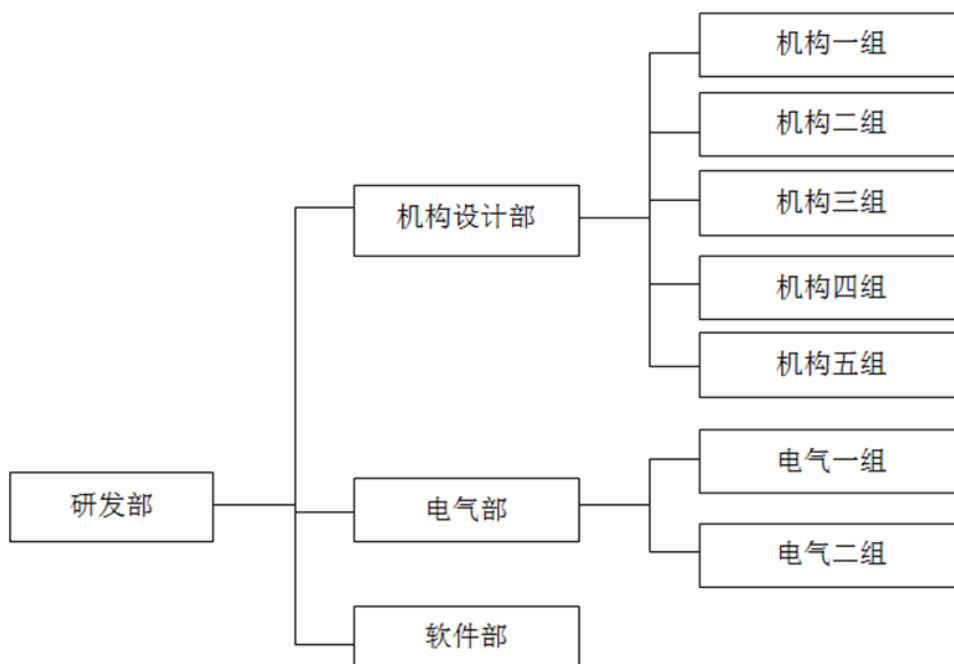 机构一组
机构二组
机构设计部
机构三组
机构四组
机构五组
研发部
电气部
电气一组
电气二组
软件部